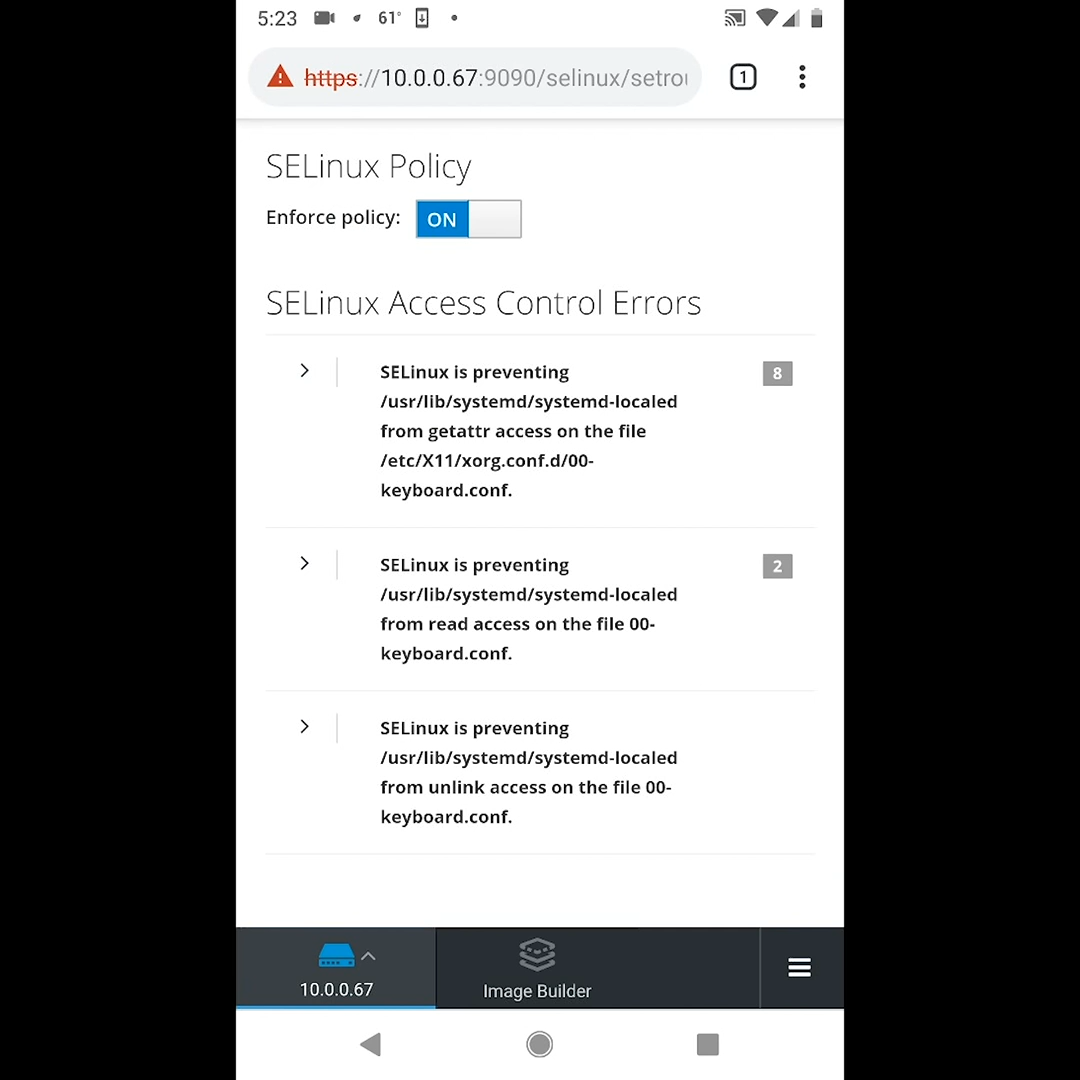 5:23 61°
https://10.0.0.67:9090/selinux/setrou
1
SELinux Policy
Enforce policy: ON
SELinux Access Control Errors
SELinux is preventing 8
/usr/lib/systemd/systemd-localed
from getattr access on the file
/etc/X11/xorg.conf.d/00-
keyboard.conf.
SELinux is preventing 2
/usr/lib/systemd/systemd-localed
from read access on the file 00-
keyboard.conf.
SELinux is preventing
/usr/lib/systemd/systemd-localed
from unlink access on the file 00-
keyboard.conf.
10.0.0.67
Image Builder